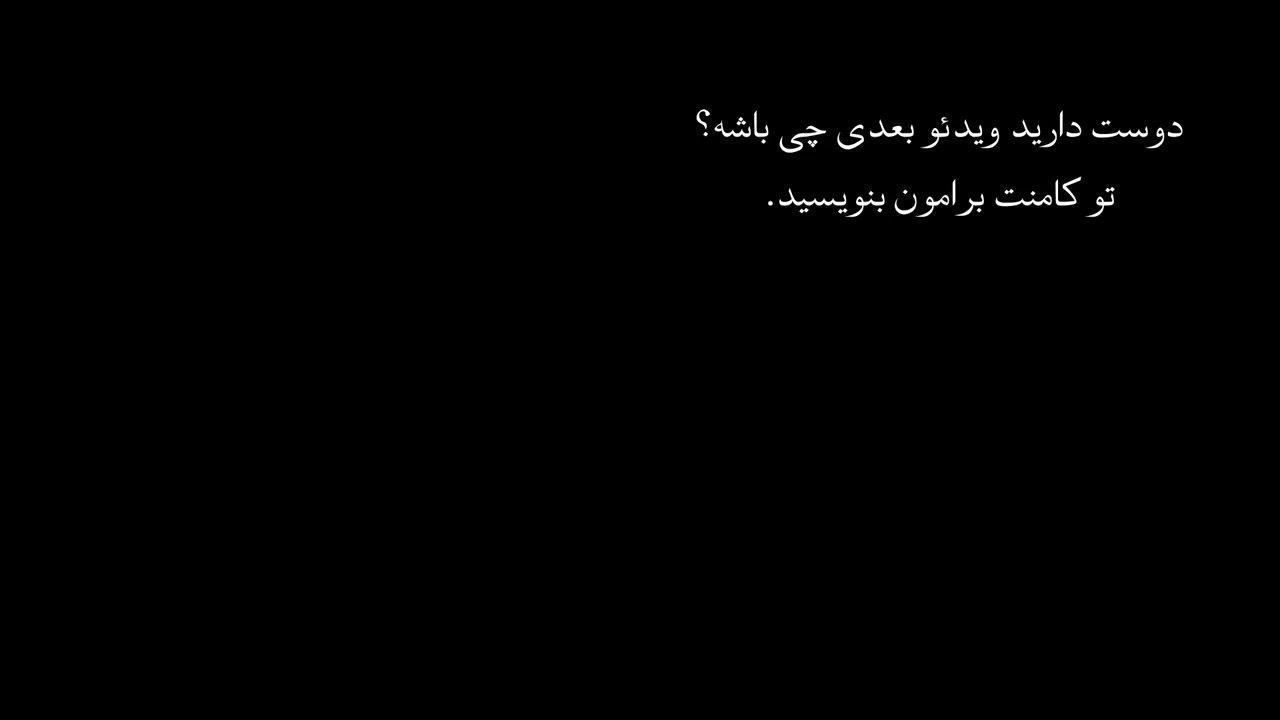 دوست دارید ویدئو بعدی چی باشه؟
تو کامنت برامون بنویسید.